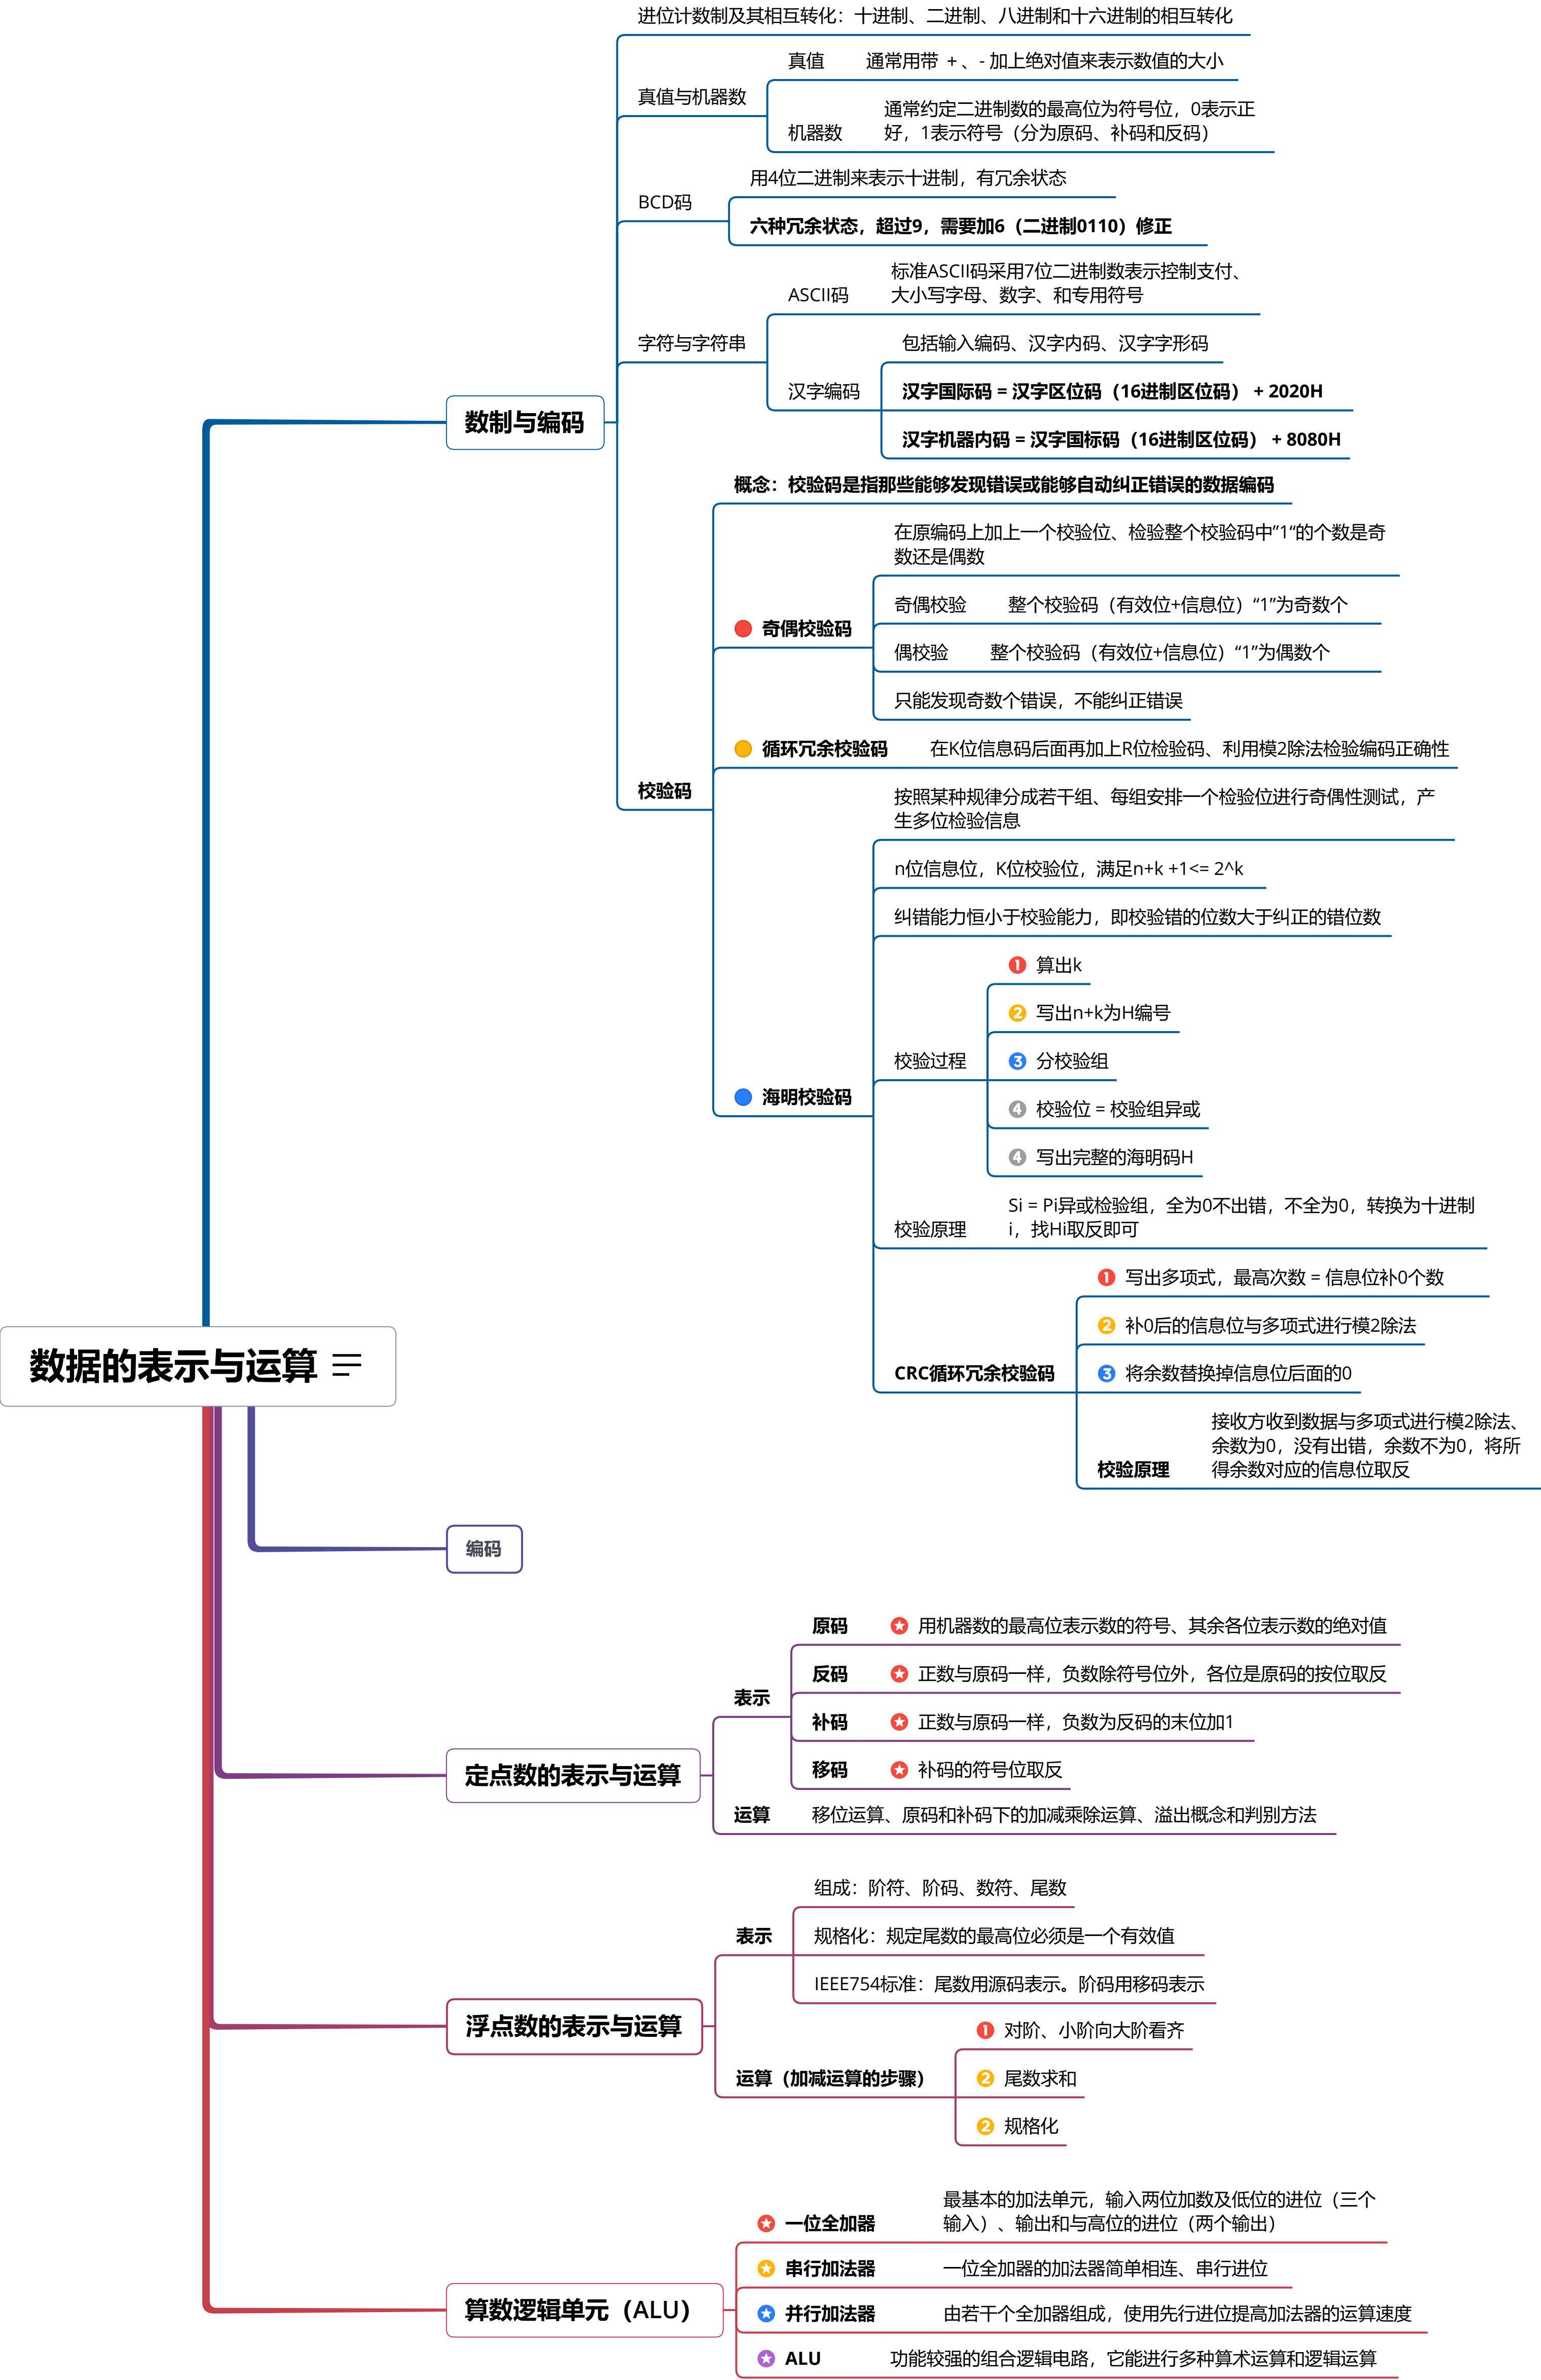 进位计数制及其相互转化：十进制、二进制、八进制和十六进制的相互转化
真值与机器数
真值
通常用带 + 、- 加上绝对值来表示数值的大小
机器数
通常约定二进制数的最高位为符号位，0表示正
好，1表示符号（分为原码、补码和反码）
BCD码
用4位二进制来表示十进制，有冗余状态
六种冗余状态，超过9，需要加6（二进制0110）修正
字符与字符串
ASCII码
标准ASCII码采用7位二进制数表示控制支付、
大小写字母、数字、和专用符号
汉字编码
包括输入编码、汉字内码、汉字字形码
汉字国际码 = 汉字区位码（16进制区位码） + 2020H
汉字机器内码 = 汉字国标码（16进制区位码） + 8080H
数制与编码
校验码
概念：校验码是指那些能够发现错误或能够自动纠正错误的数据编码
奇偶校验码
在原编码上加上一个校验位、检验整个校验码中”1“的个数是奇
数还是偶数
奇偶校验
整个校验码（有效位+信息位）“1”为奇数个
偶校验
整个校验码（有效位+信息位）“1”为偶数个
只能发现奇数个错误，不能纠正错误
循环冗余校验码
在K位信息码后面再加上R位检验码、利用模2除法检验编码正确性
海明校验码
按照某种规律分成若干组、每组安排一个检验位进行奇偶性测试，产
生多位检验信息
n位信息位，K位校验位，满足n+k +1<= 2^k
纠错能力恒小于校验能力，即校验错的位数大于纠正的错位数
校验过程
1 算出k
2 写出n+k为H编号
3 分校验组
4 校验位 = 校验组异或
4 写出完整的海明码H
校验原理
Si = Pi异或检验组，全为0不出错，不全为0，转换为十进制
i，找Hi取反即可
CRC循环冗余校验码
1 写出多项式，最高次数 = 信息位补0个数
2 补0后的信息位与多项式进行模2除法
3 将余数替换掉信息位后面的0
校验原理
接收方收到数据与多项式进行模2除法、
余数为0，没有出错，余数不为0，将所
得余数对应的信息位取反
数据的表示与运算
编码
定点数的表示与运算
表示
原码
用机器数的最高位表示数的符号、其余各位表示数的绝对值
反码
正数与原码一样，负数除符号位外，各位是原码的按位取反
补码
正数与原码一样，负数为反码的末位加1
移码
补码的符号位取反
运算
移位运算、原码和补码下的加减乘除运算、溢出概念和判别方法
浮点数的表示与运算
表示
组成：阶符、阶码、数符、尾数
规格化：规定尾数的最高位必须是一个有效值
IEEE754标准：尾数用源码表示。阶码用移码表示
运算（加减运算的步骤）
1 对阶、小阶向大阶看齐
2 尾数求和
2 规格化
算数逻辑单元（ALU）
一位全加器
最基本的加法单元，输入两位加数及低位的进位（三个
输入）、输出和与高位的进位（两个输出）
串行加法器
一位全加器的加法器简单相连、串行进位
并行加法器
由若干个全加器组成，使用先行进位提高加法器的运算速度
ALU
功能较强的组合逻辑电路，它能进行多种算术运算和逻辑运算